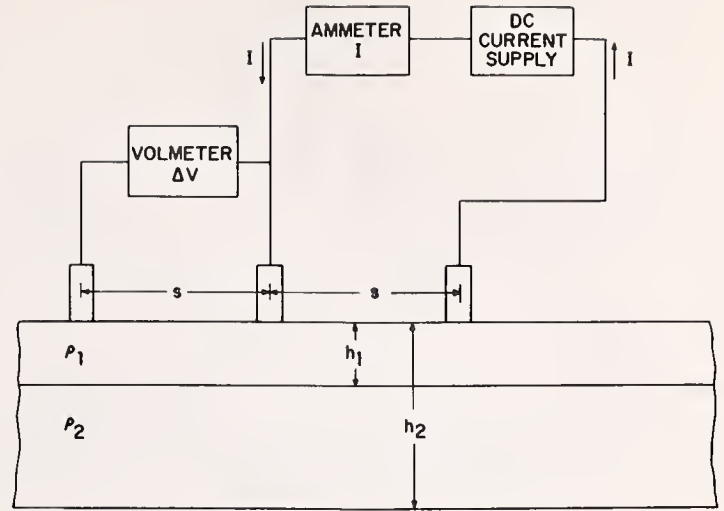 AMMETER
I
DC
CURRENT
SUPPLY
I
I
VOLMETER
ΔV
s
s
ρ1
h1
ρ2
h2